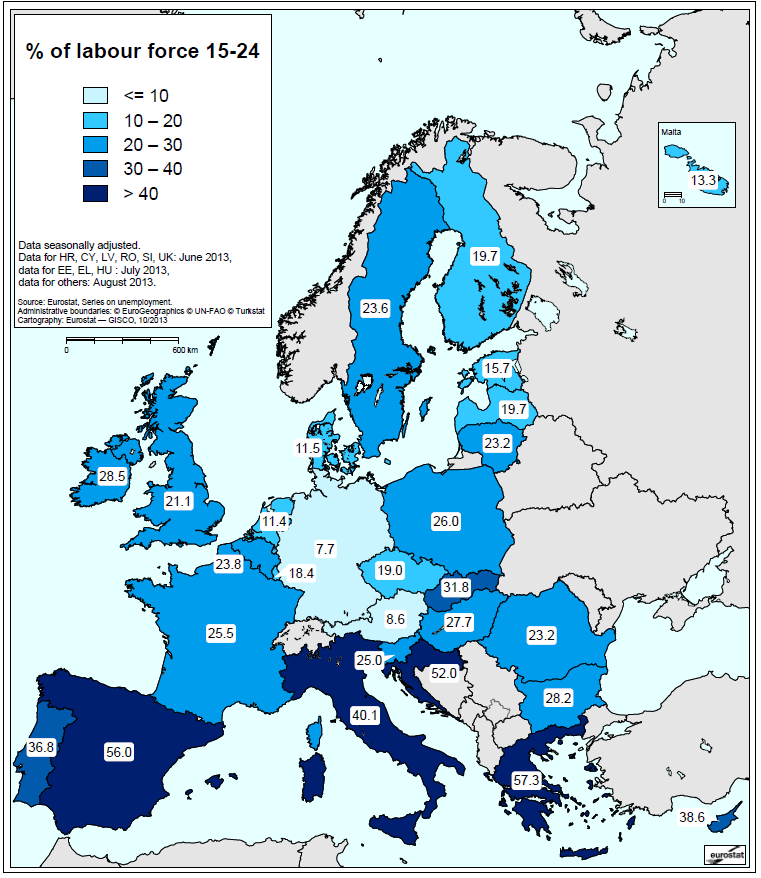 % of labour force 15-24
<= 10
10 – 20
20 – 30
30 – 40
> 40
Data seasonally adjusted.
Data for HR, CY, LV, RO, SI, UK: June 2013,
data for EE, EL, HU : July 2013,
data for others: August 2013.
Source: Eurostat, Series on unemployment.
Administrative boundaries: © EuroGeographics © UN-FAO © Turkstat
Cartography: Eurostat — GISCO, 10/2013
0 600 km
Malta
13.3
0 10
19.7
23.6
15.7
19.7
23.2
11.5
28.5
21.1
11.4
26.0
7.7
23.8
18.4
19.0
31.8
8.6
27.7
25.5
23.2
25.0
52.0
28.2
40.1
36.8
56.0
57.3
38.6
eurostat